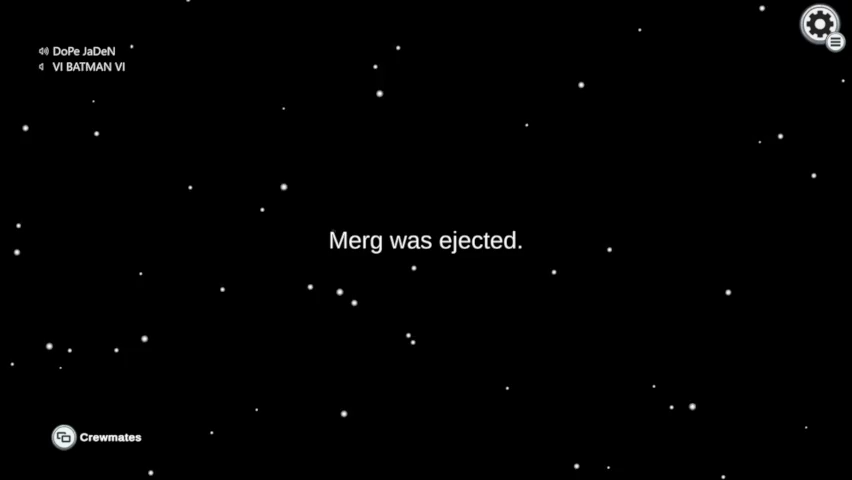 DoPe JaDeN
VI BATMAN VI
Merg was ejected.
Crewmates